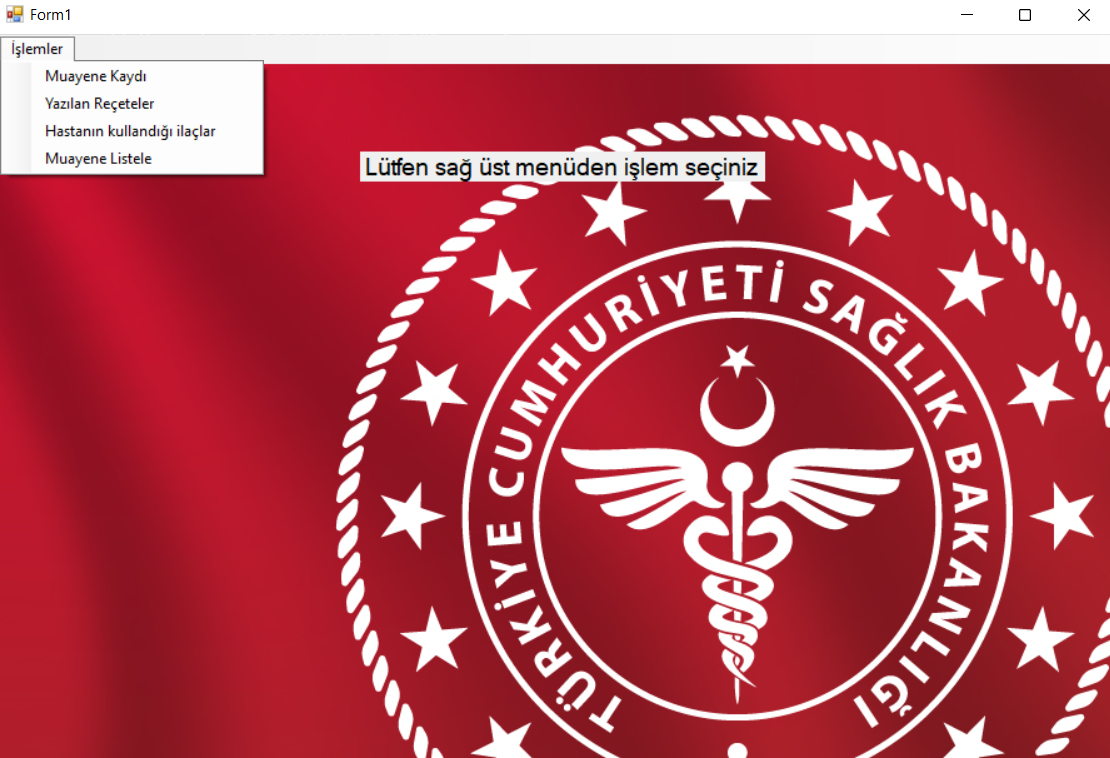 Form1
İşlemler
Muayene Kaydı
Yazılan Reçeteler
Hastanın kullandığı ilaçlar
Muayene Listele
Lütfen sağ üst menüden işlem seçiniz
TÜRKİYE CUMHURİYETİ SAĞLIK BAKANLIĞI